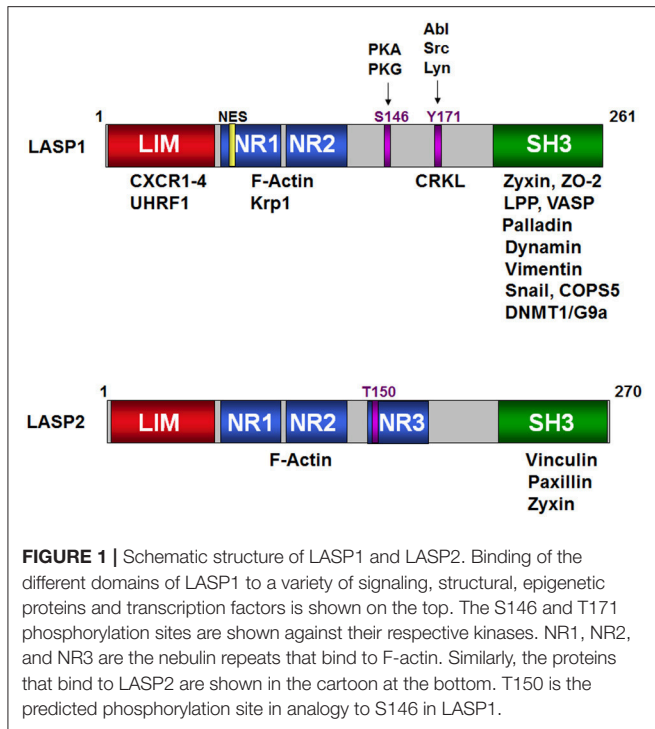 Abl
PKA Src
PKG Lyn
1 NES S146 Y171 261
LASP1 LIM NR1 NR2 SH3
CXCR1-4 F-Actin CRKL Zyxin, ZO-2
UHRF1 Krp1 LPP, VASP
Palladin
Dynamin
Vimentin
Snail, COPS5
DNMT1/G9a
1 T150 270
LASP2 LIM NR1 NR2 NR3 SH3
F-Actin Vinculin
Paxillin
Zyxin
FIGURE 1 | Schematic structure of LASP1 and LASP2. Binding of the
different domains of LASP1 to a variety of signaling, structural, epigenetic
proteins and transcription factors is shown on the top. The S146 and T171
phosphorylation sites are shown against their respective kinases. NR1, NR2,
and NR3 are the nebulin repeats that bind to F-actin. Similarly, the proteins
that bind to LASP2 are shown in the cartoon at the bottom. T150 is the
predicted phosphorylation site in analogy to S146 in LASP1.